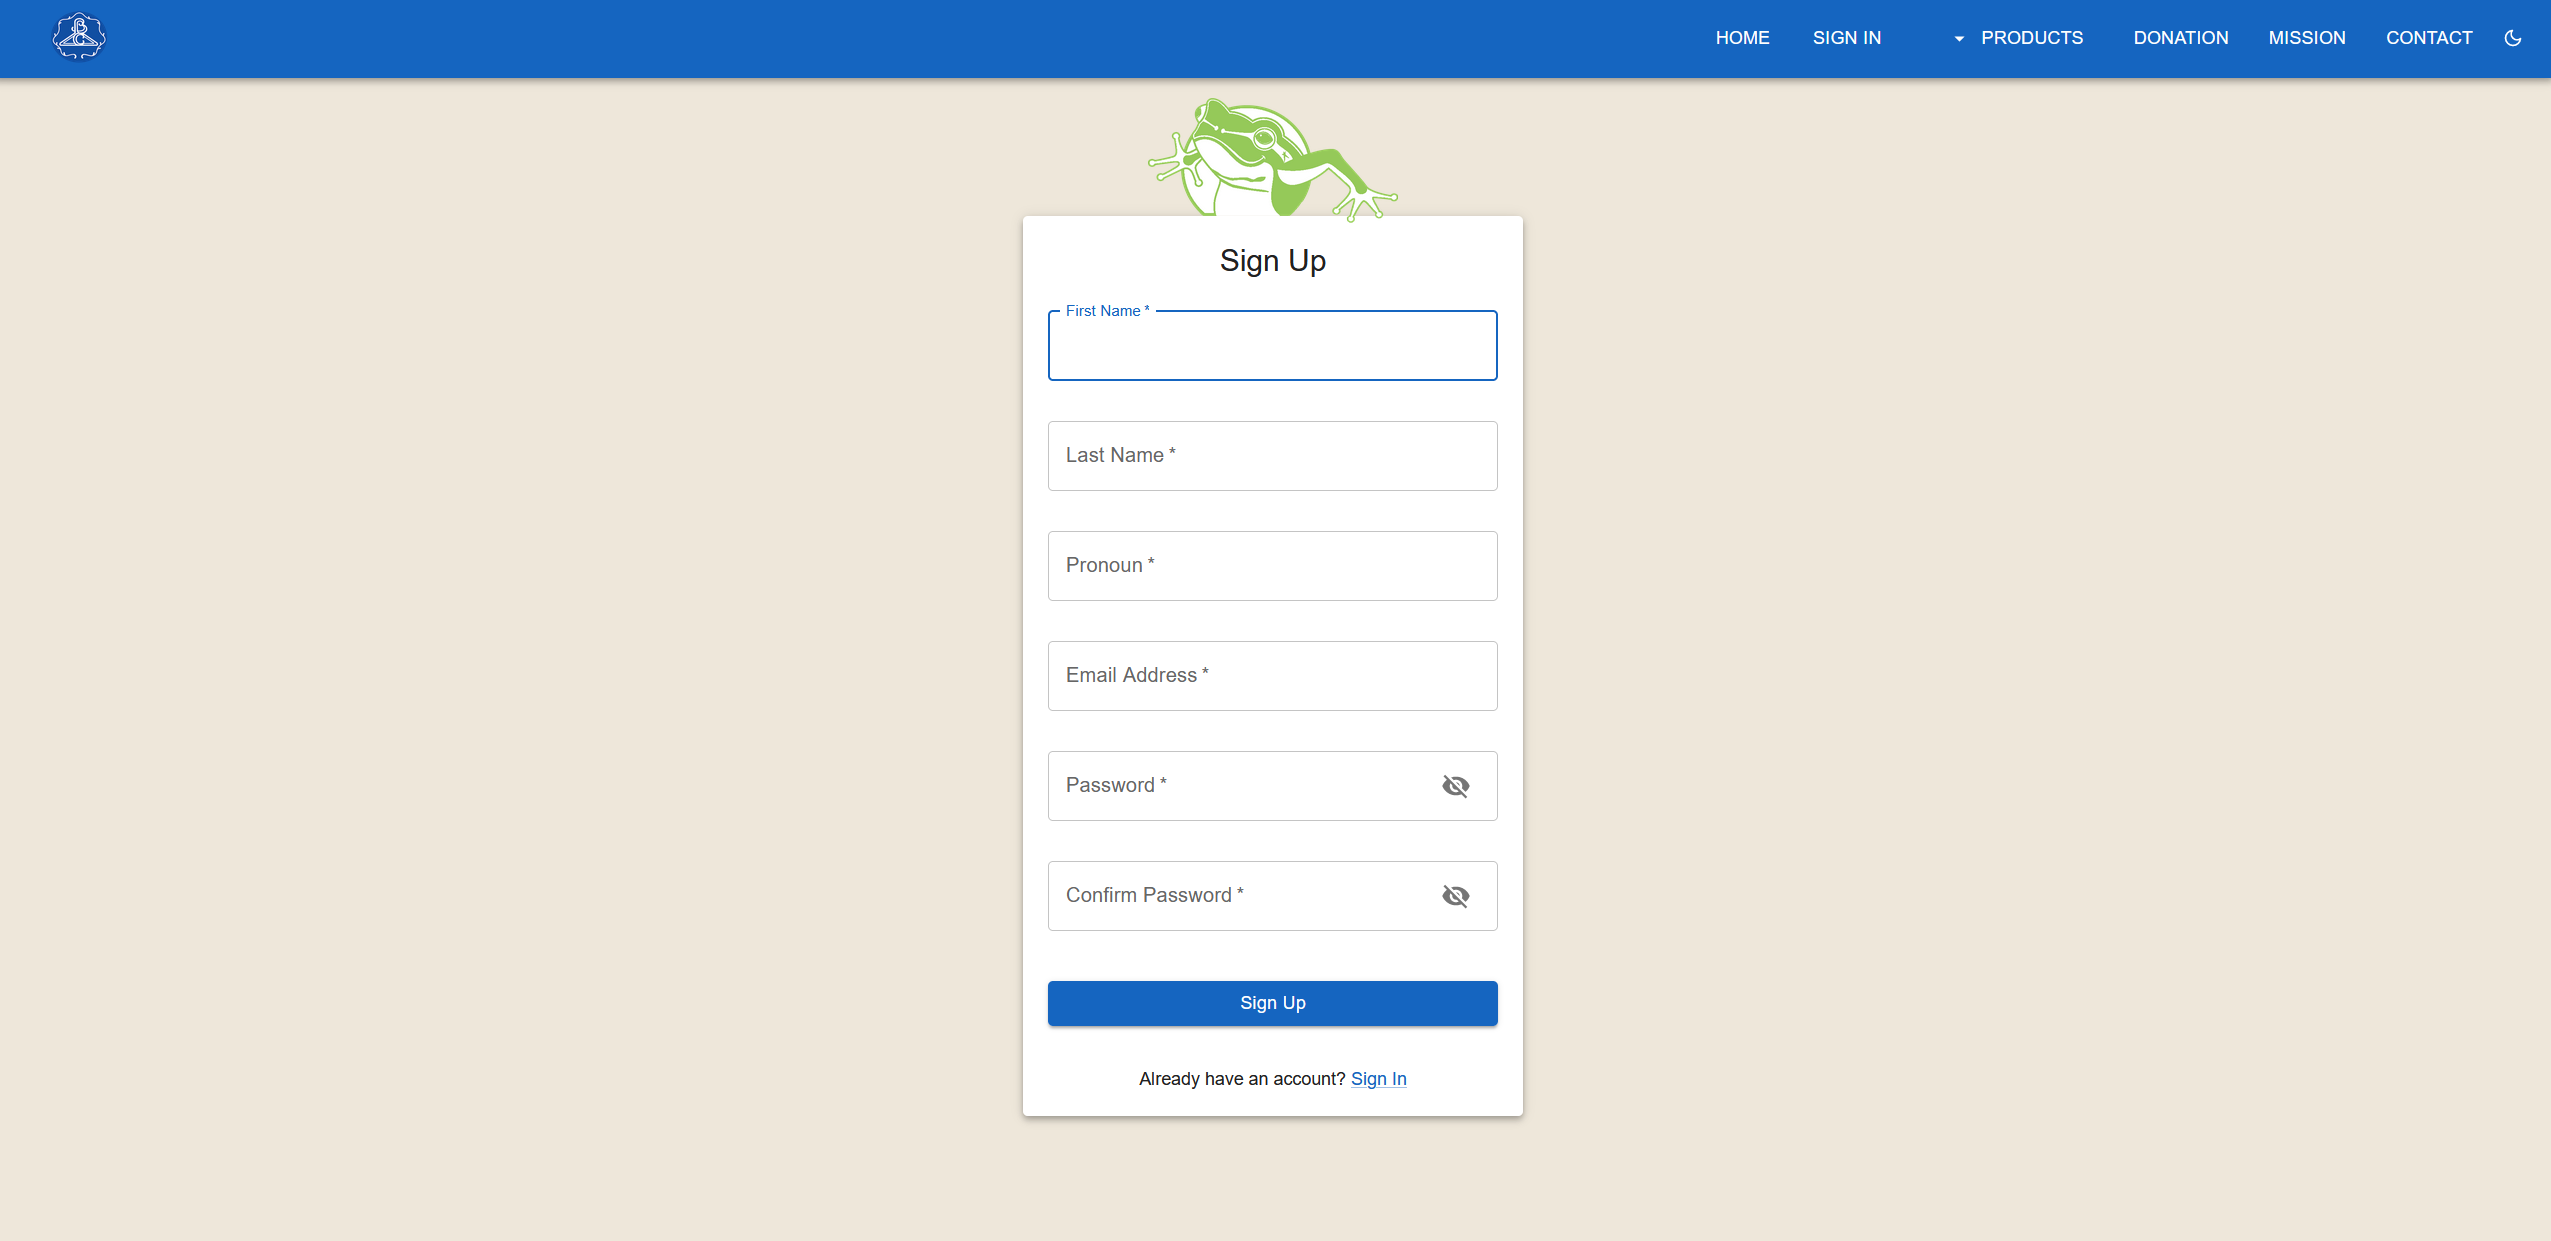 BC
HOME SIGN IN PRODUCTS DONATION MISSION CONTACT
Sign Up
First Name *
Last Name *
Pronoun *
Email Address *
Password *
Confirm Password *
Sign Up
Already have an account? Sign In